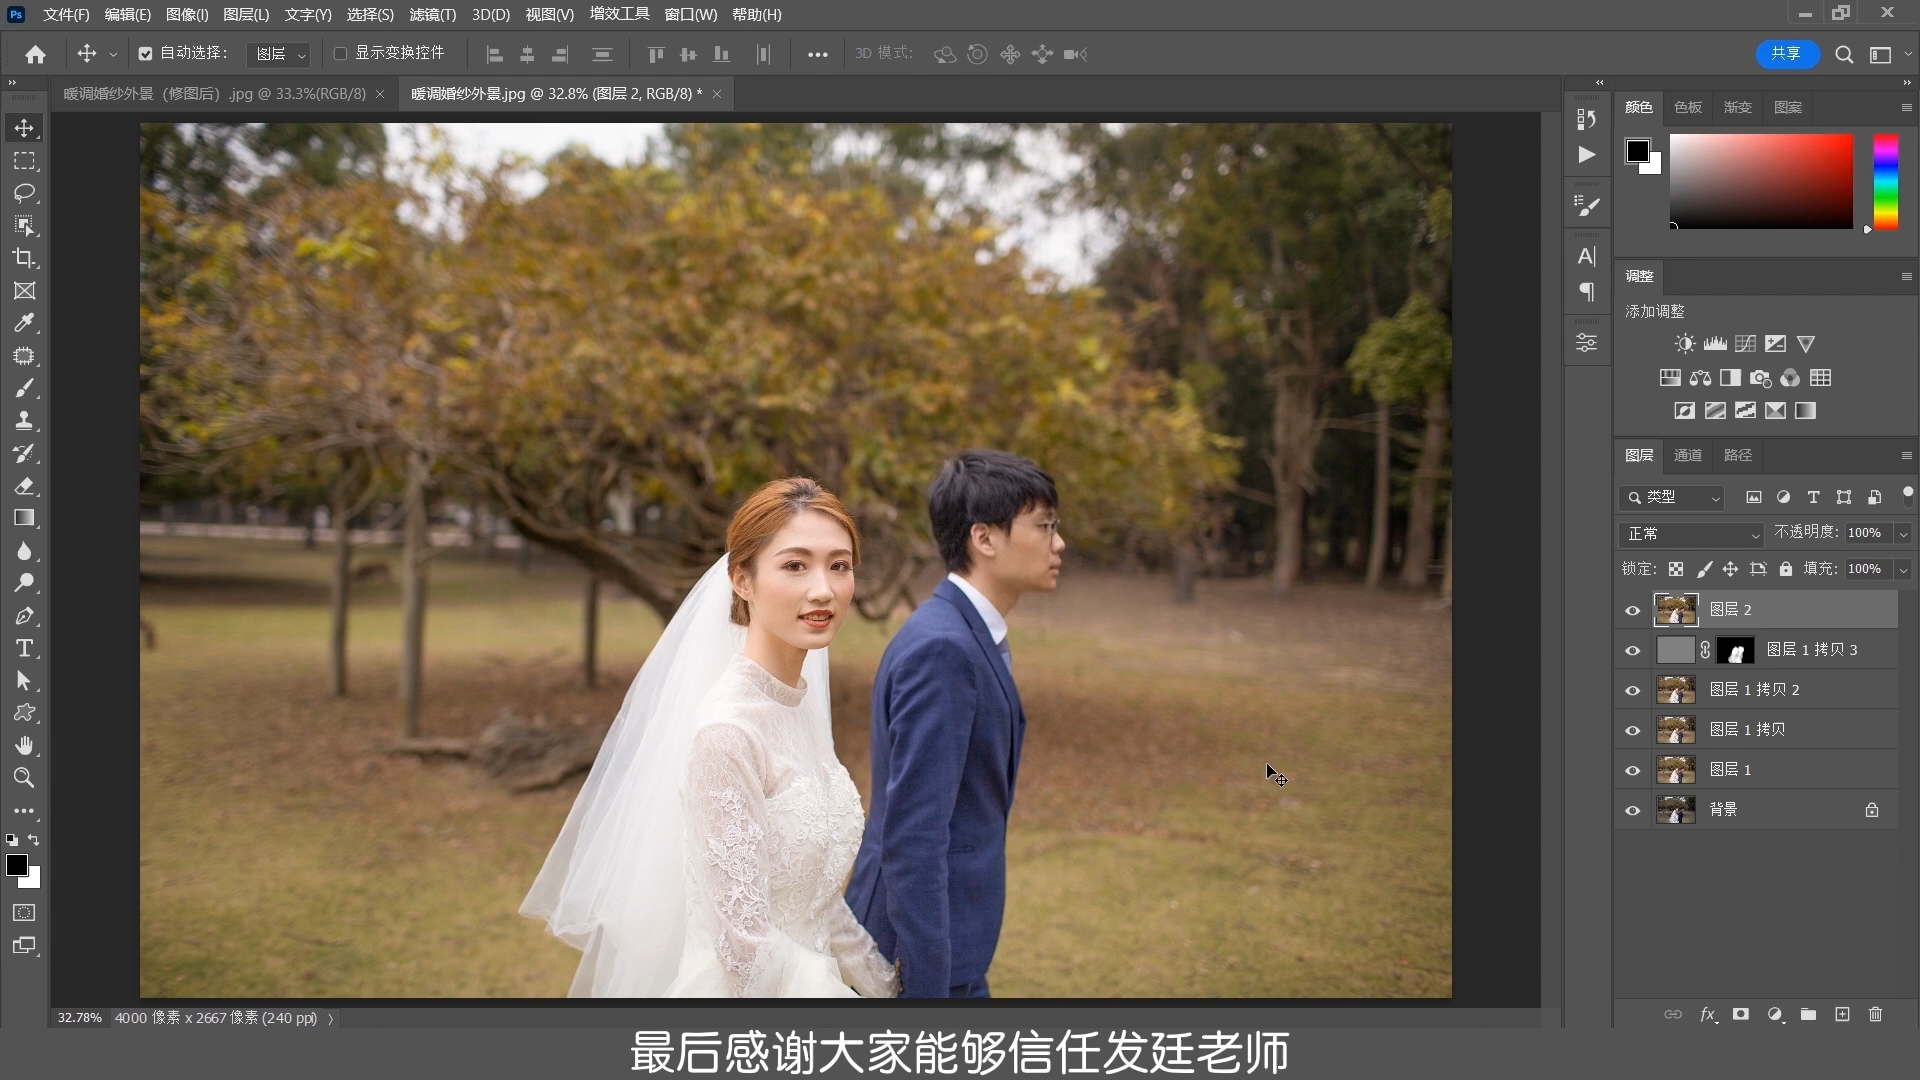 Ps 文件(F) 编辑(E) 图像(I) 图层(L) 文字(Y) 选择(S) 滤镜(T) 3D(D) 视图(V) 增效工具 窗口(W) 帮助(H)
自动选择： 图层 显示变换控件 3D 模式： 共享
暖调婚纱外景（修图后）.jpg @ 33.3%(RGB/8) × 暖调婚纱外景.jpg @ 32.8% (图层 2, RGB/8) * ×
颜色 色板 渐变 图案
调整
添加调整
图层 通道 路径
类型
正常 不透明度: 100%
锁定: 填充: 100%
图层 2
图层 1 拷贝 3
图层 1 拷贝 2
图层 1 拷贝
图层 1
背景
32.78% 4000 像素 x 2667 像素 (240 ppi)
最后感谢大家能够信任发廷老师